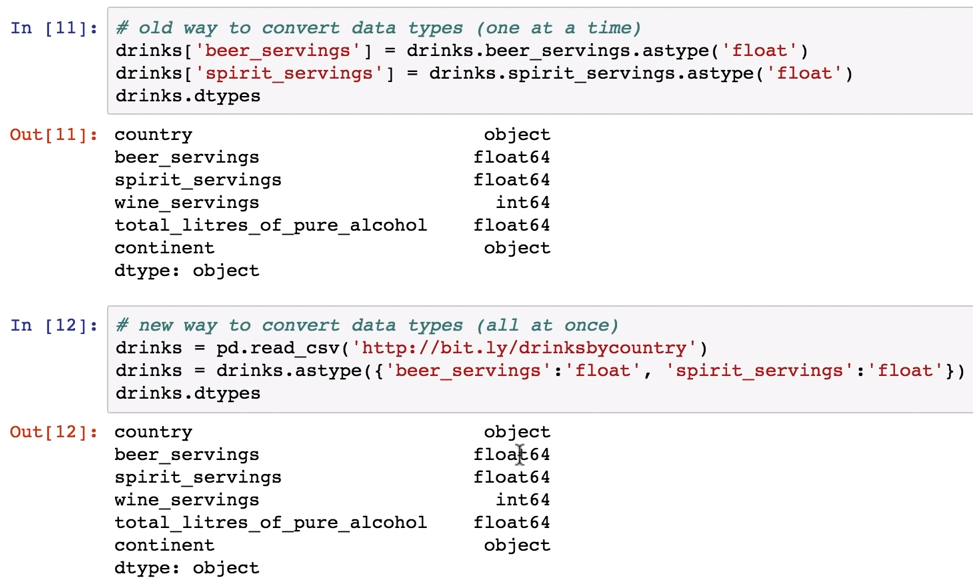 In [11]: # old way to convert data types (one at a time)
drinks['beer_servings'] = drinks.beer_servings.astype('float')
drinks['spirit_servings'] = drinks.spirit_servings.astype('float')
drinks.dtypes
Out[11]: country object
beer_servings float64
spirit_servings float64
wine_servings int64
total_litres_of_pure_alcohol float64
continent object
dtype: object
In [12]: # new way to convert data types (all at once)
drinks = pd.read_csv('http://bit.ly/drinksbycountry')
drinks = drinks.astype({'beer_servings':'float', 'spirit_servings':'float'})
drinks.dtypes
Out[12]: country object
beer_servings float64
spirit_servings float64
wine_servings int64
total_litres_of_pure_alcohol float64
continent object
dtype: object